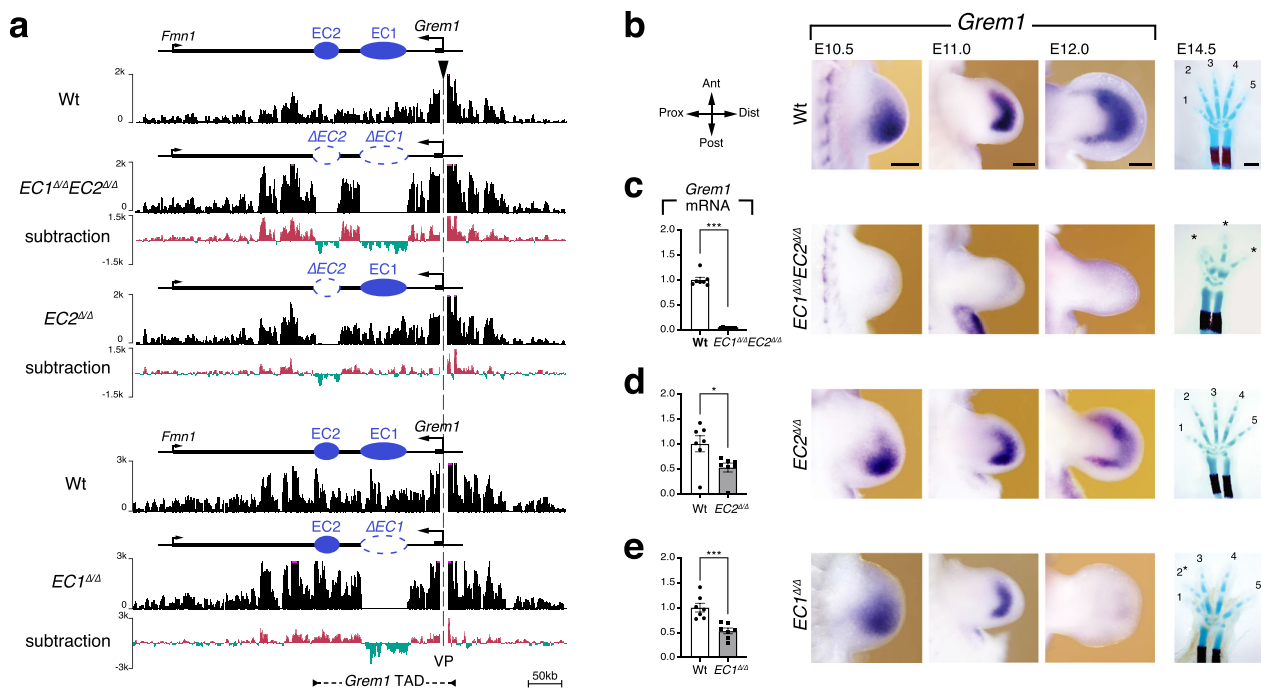 a
Fmn1 EC2 EC1 Grem1
Wt
2k
0
ΔEC2 ΔEC1
EC1Δ/ΔEC2Δ/Δ
2k
0
subtraction
1.5k
-1.5k
ΔEC2 EC1
EC2Δ/Δ
2k
0
subtraction
1.5k
-1.5k
Fmn1 EC2 EC1 Grem1
Wt
3k
0
EC2 ΔEC1
EC1Δ/Δ
3k
0
subtraction
3k
-3k
VP
Grem1 TAD
50kb
b
Grem1
E10.5 E11.0 E12.0 E14.5
Ant
Prox Dist
Post
Wt
1 2 3 4 5
c
Grem1
mRNA
***
2.0
1.5
1.0
0.5
0
Wt EC1Δ/ΔEC2Δ/Δ
EC1Δ/ΔEC2Δ/Δ
* * *
d
*
2.0
1.5
1.0
0.5
0.0
Wt EC2Δ/Δ
EC2Δ/Δ
1 2 3 4 5
e
***
2.0
1.5
1.0
0.5
0.0
Wt EC1Δ/Δ
EC1Δ/Δ
1 2* 3 4 5